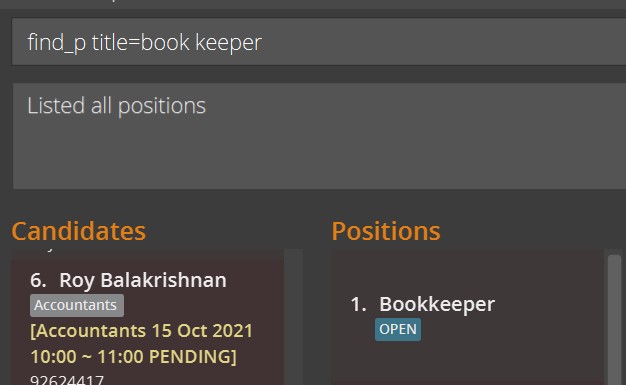 find_p title=book keeper
Listed all positions
Candidates
6. Roy Balakrishnan
Accountants
[Accountants 15 Oct 2021
10:00 ~ 11:00 PENDING]
92624417
Positions
1. Bookkeeper
OPEN